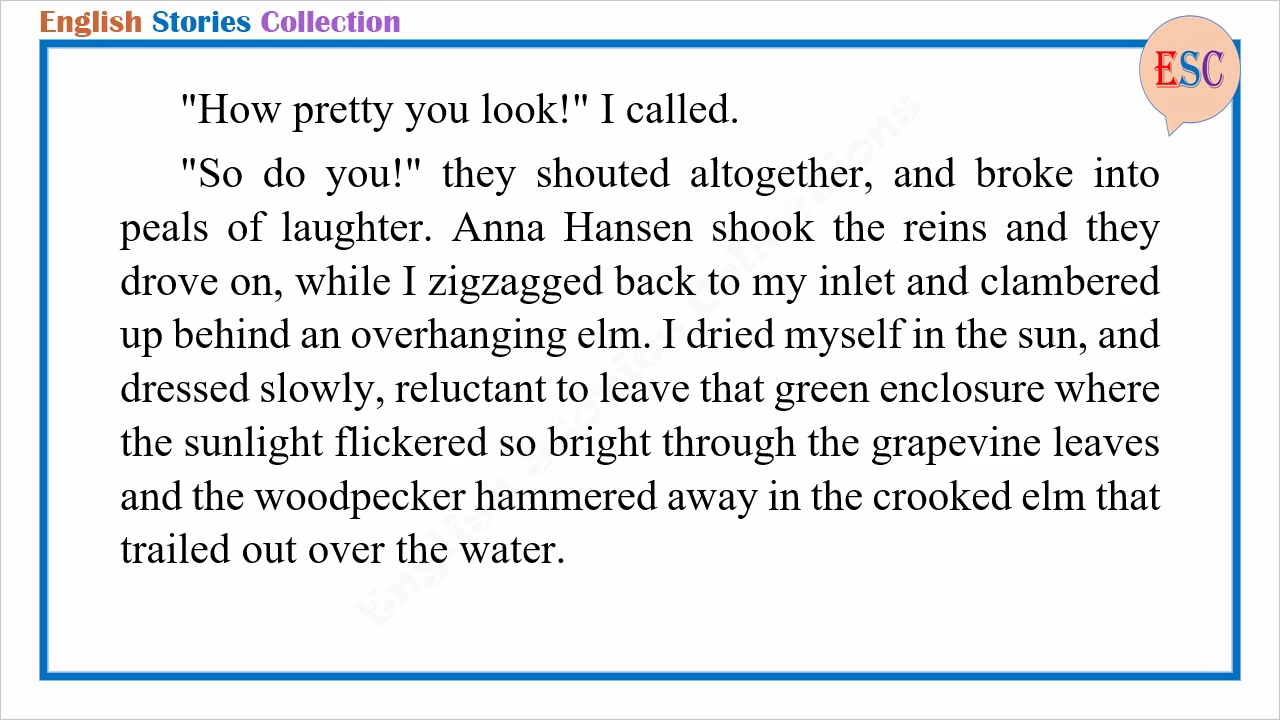 English Stories Collection
ESC
"How pretty you look!" I called.
"So do you!" they shouted altogether, and broke into
peals of laughter. Anna Hansen shook the reins and they
drove on, while I zigzagged back to my inlet and clambered
up behind an overhanging elm. I dried myself in the sun, and
dressed slowly, reluctant to leave that green enclosure where
the sunlight flickered so bright through the grapevine leaves
and the woodpecker hammered away in the crooked elm that
trailed out over the water.
English Stories Collections